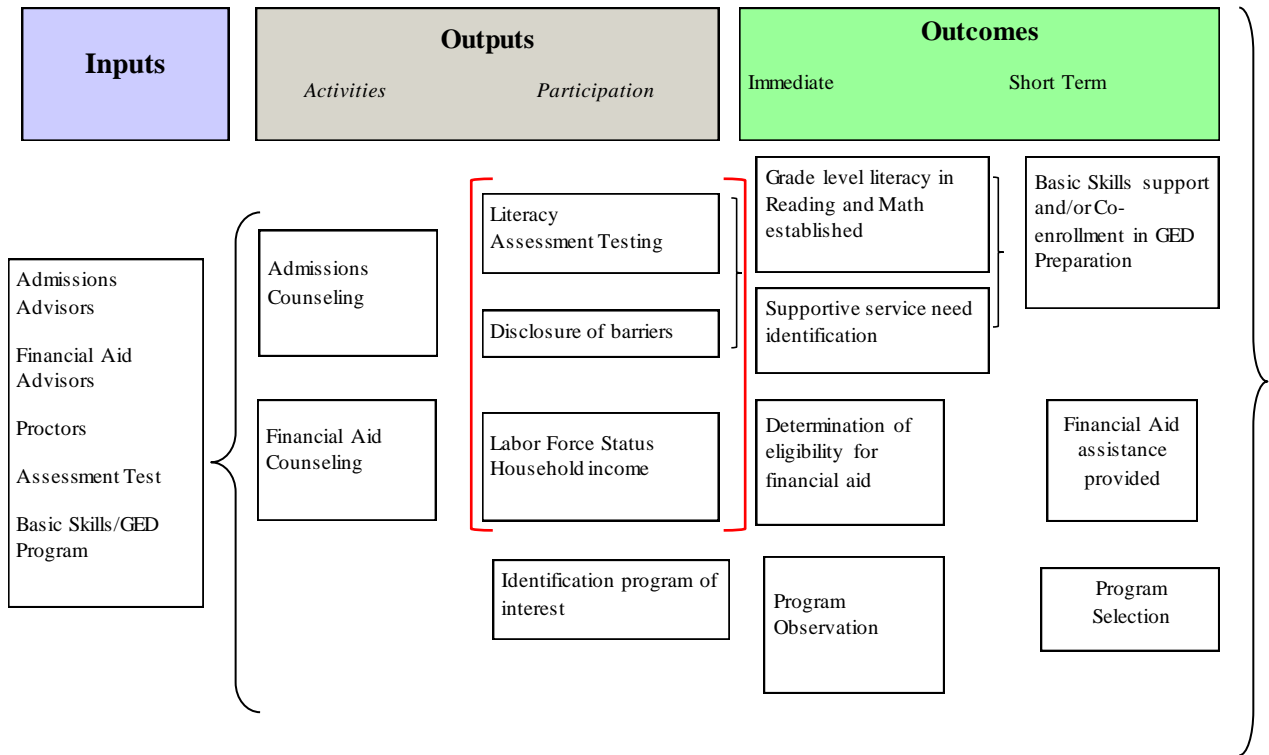 Inputs
Outputs
Activities
Participation
Outcomes
Immediate
Short Term
Admissions
Advisors
Financial Aid
Advisors
Proctors
Assessment Test
Basic Skills/GED
Program
Admissions
Counseling
Financial Aid
Counseling
Literacy
Assessment Testing
Disclosure of barriers
Labor Force Status
Household income
Identification program of
interest
Grade level literacy in
Reading and Math
established
Supportive service need
identification
Determination of
eligibility for
financial aid
Program
Observation
Basic Skills support
and/or Co-
enrollment in GED
Preparation
Financial Aid
assistance
provided
Program
Selection